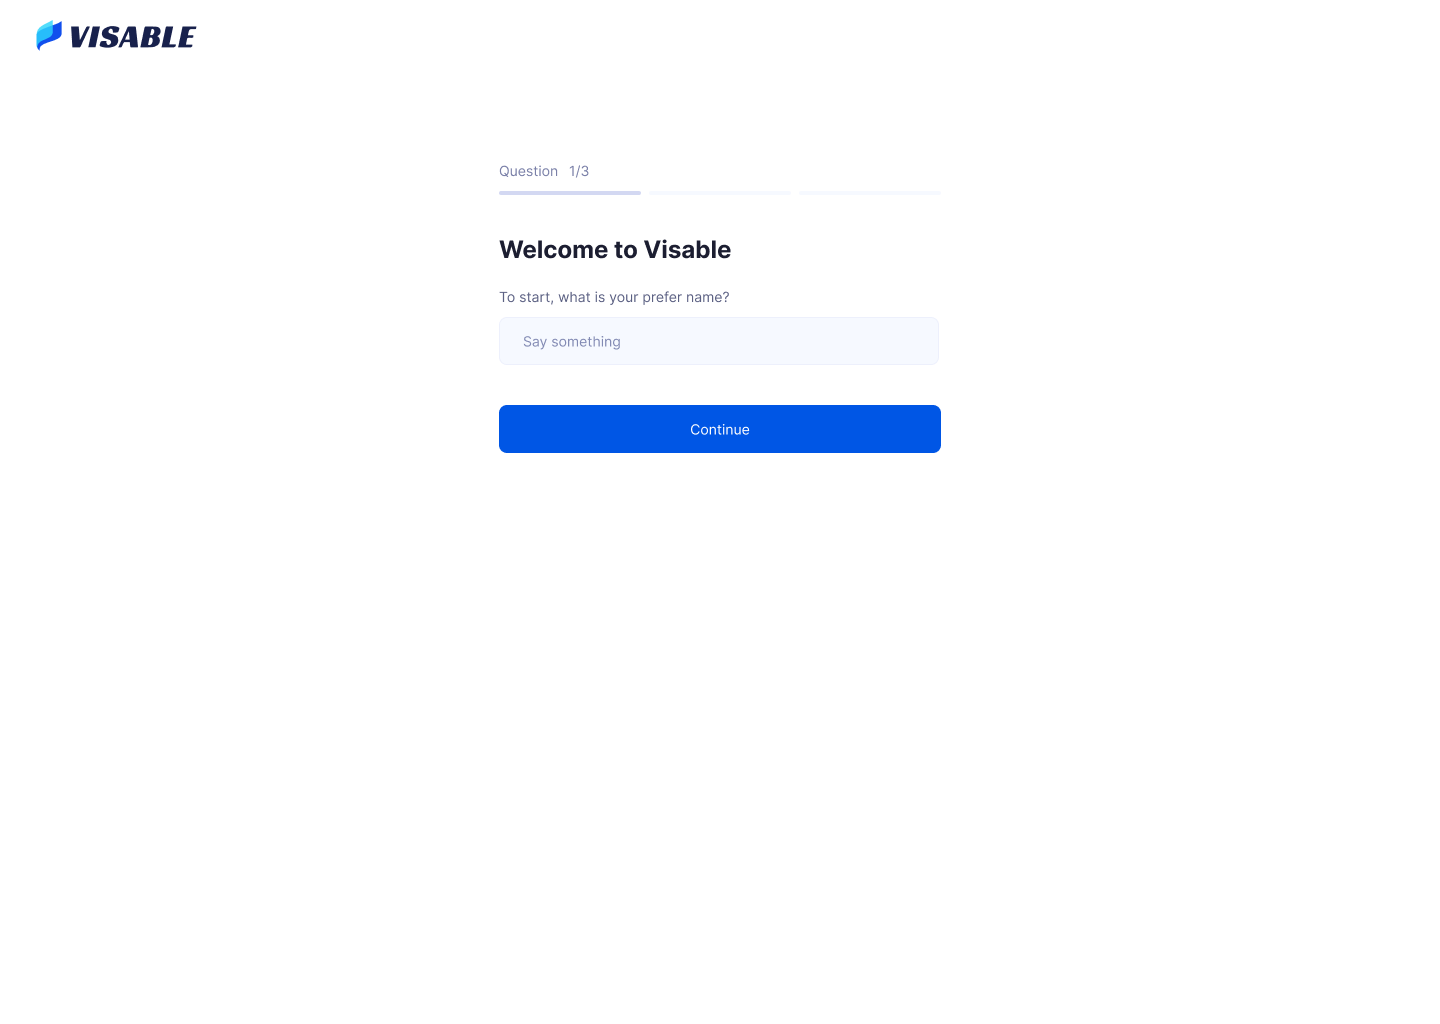 VISABLE
Question 1/3
Welcome to Visable
To start, what is your prefer name?
Say something
Continue